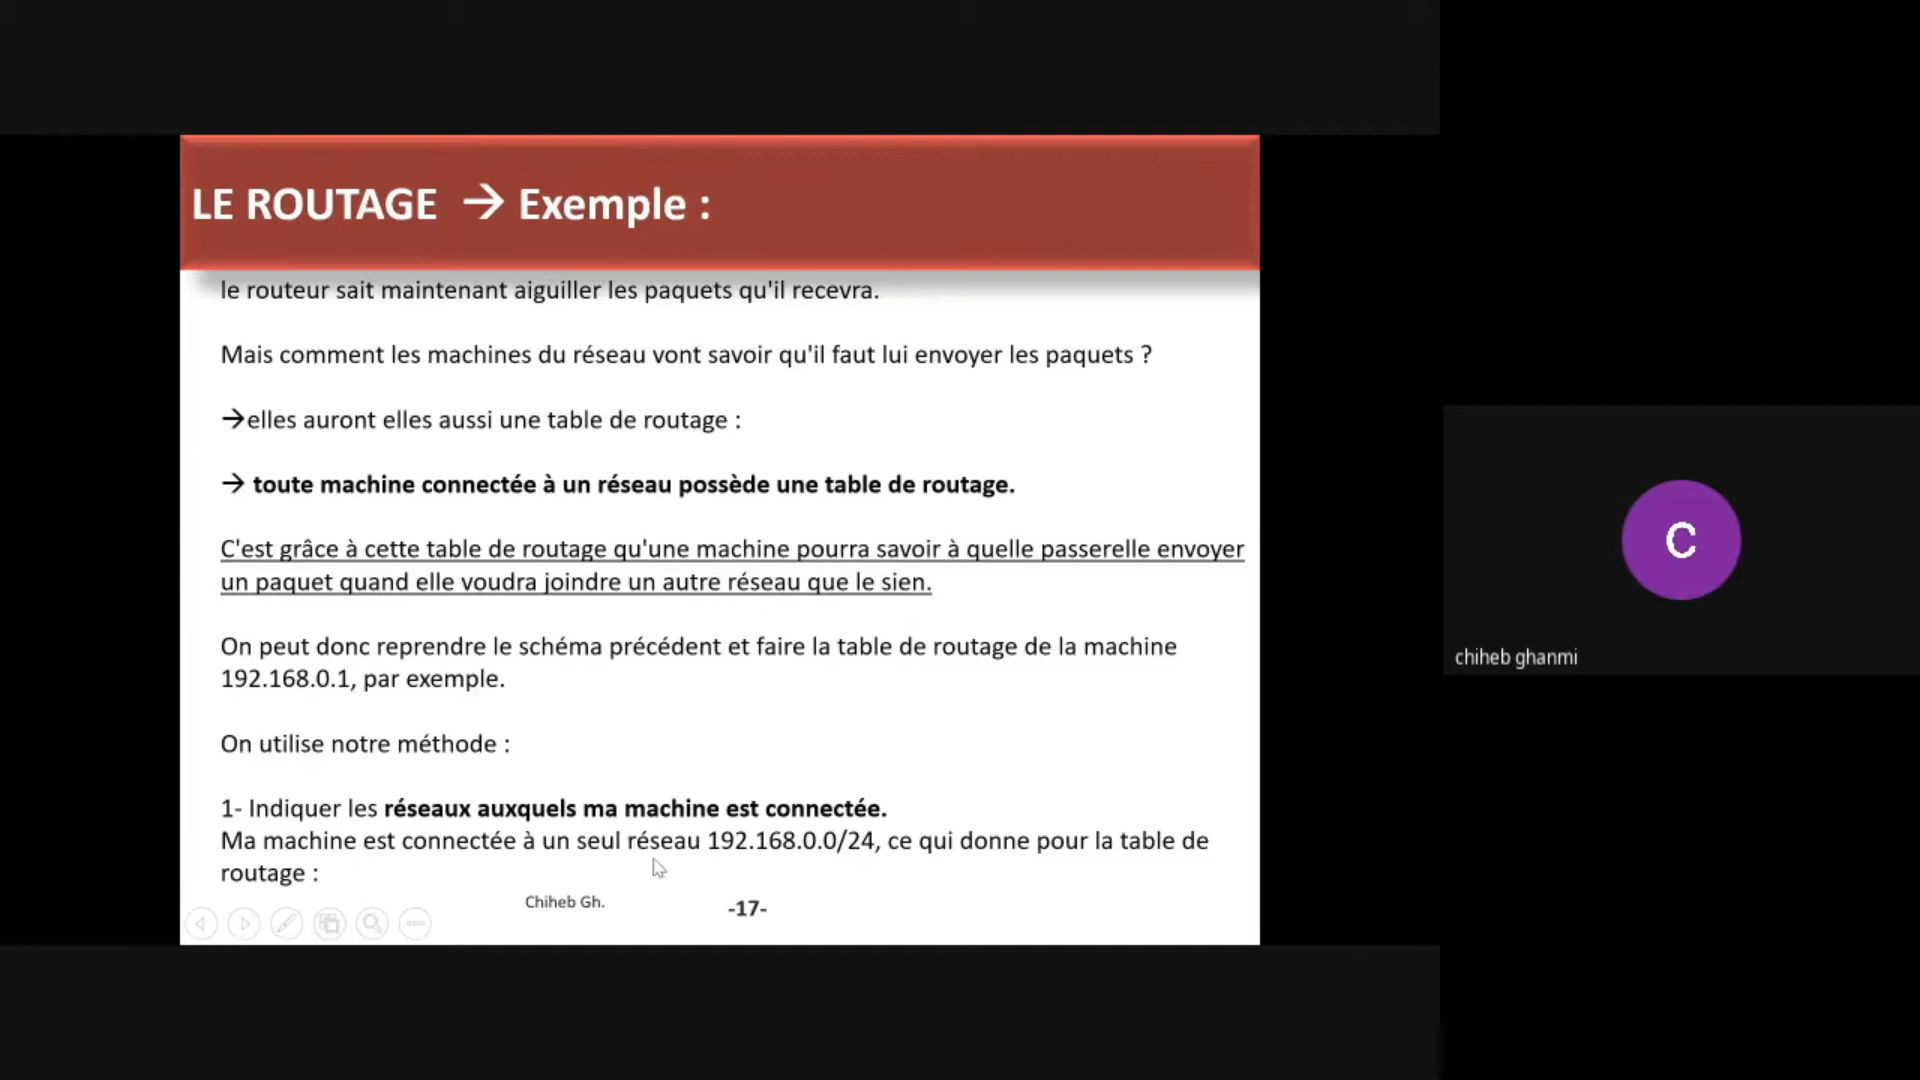 LE ROUTAGE → Exemple :
le routeur sait maintenant aiguiller les paquets qu'il recevra.
Mais comment les machines du réseau vont savoir qu'il faut lui envoyer les paquets ?
→elles auront elles aussi une table de routage :
→ toute machine connectée à un réseau possède une table de routage.
C'est grâce à cette table de routage qu'une machine pourra savoir à quelle passerelle envoyer
un paquet quand elle voudra joindre un autre réseau que le sien.
On peut donc reprendre le schéma précédent et faire la table de routage de la machine
192.168.0.1, par exemple.
On utilise notre méthode :
1- Indiquer les réseaux auxquels ma machine est connectée.
Ma machine est connectée à un seul réseau 192.168.0.0/24, ce qui donne pour la table de
routage :
Chiheb Gh.
-17-
C
chiheb ghanmi